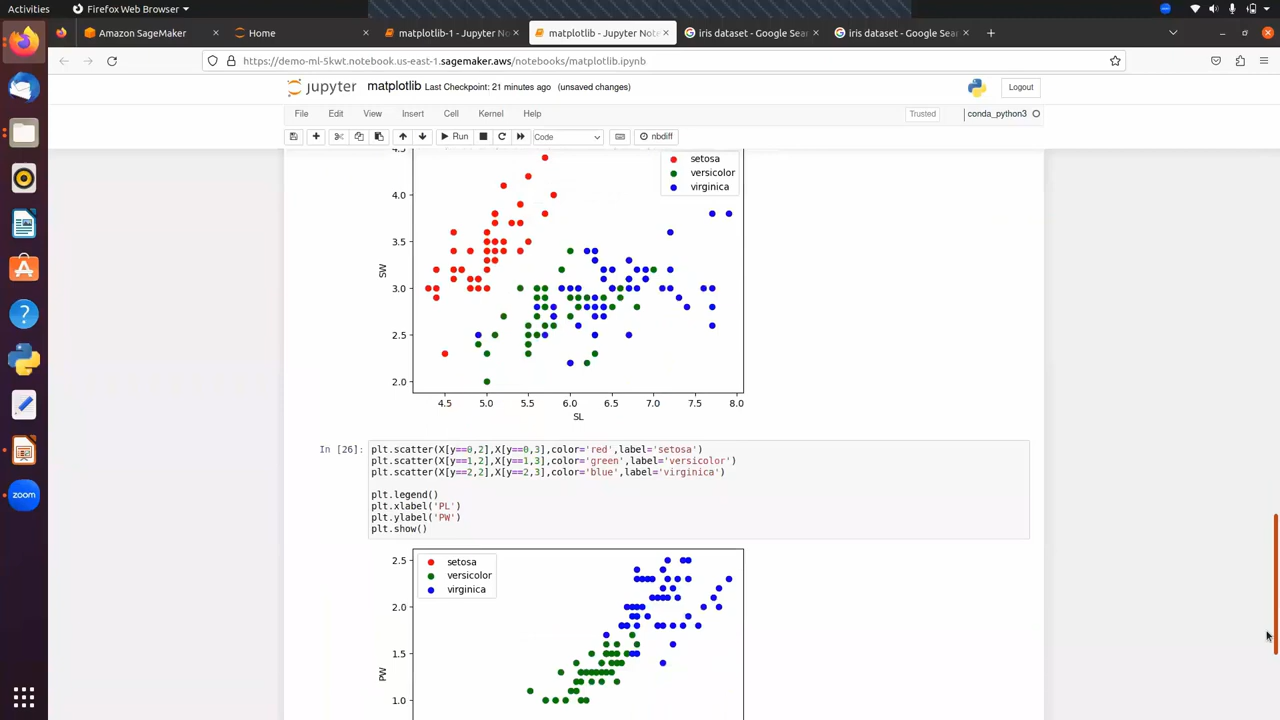 Activities
Firefox Web Browser
Amazon SageMaker
Home
matplotlib-1 - Jupyter No
matplotlib - Jupyter Note
iris dataset - Google Sear
iris dataset - Google Sear
https://demo-ml-5kwt.notebook.us-east-1.sagemaker.aws/notebooks/matplotlib.ipynb
jupyter matplotlib Last Checkpoint: 21 minutes ago (unsaved changes)
Logout
File Edit View Insert Cell Kernel Help
Trusted
conda_python3
Run
Code
nbdiff
4.5
4.0
3.5
3.0
2.5
2.0
SW
setosa
versicolor
virginica
4.5 5.0 5.5 6.0 6.5 7.0 7.5 8.0
SL
In [26]:
plt.scatter(X[y==0,2],X[y==0,3],color='red',label='setosa')
plt.scatter(X[y==1,2],X[y==1,3],color='green',label='versicolor')
plt.scatter(X[y==2,2],X[y==2,3],color='blue',label='virginica')
plt.legend()
plt.xlabel('PL')
plt.ylabel('PW')
plt.show()
2.5
2.0
1.5
1.0
PW
setosa
versicolor
virginica
zoom